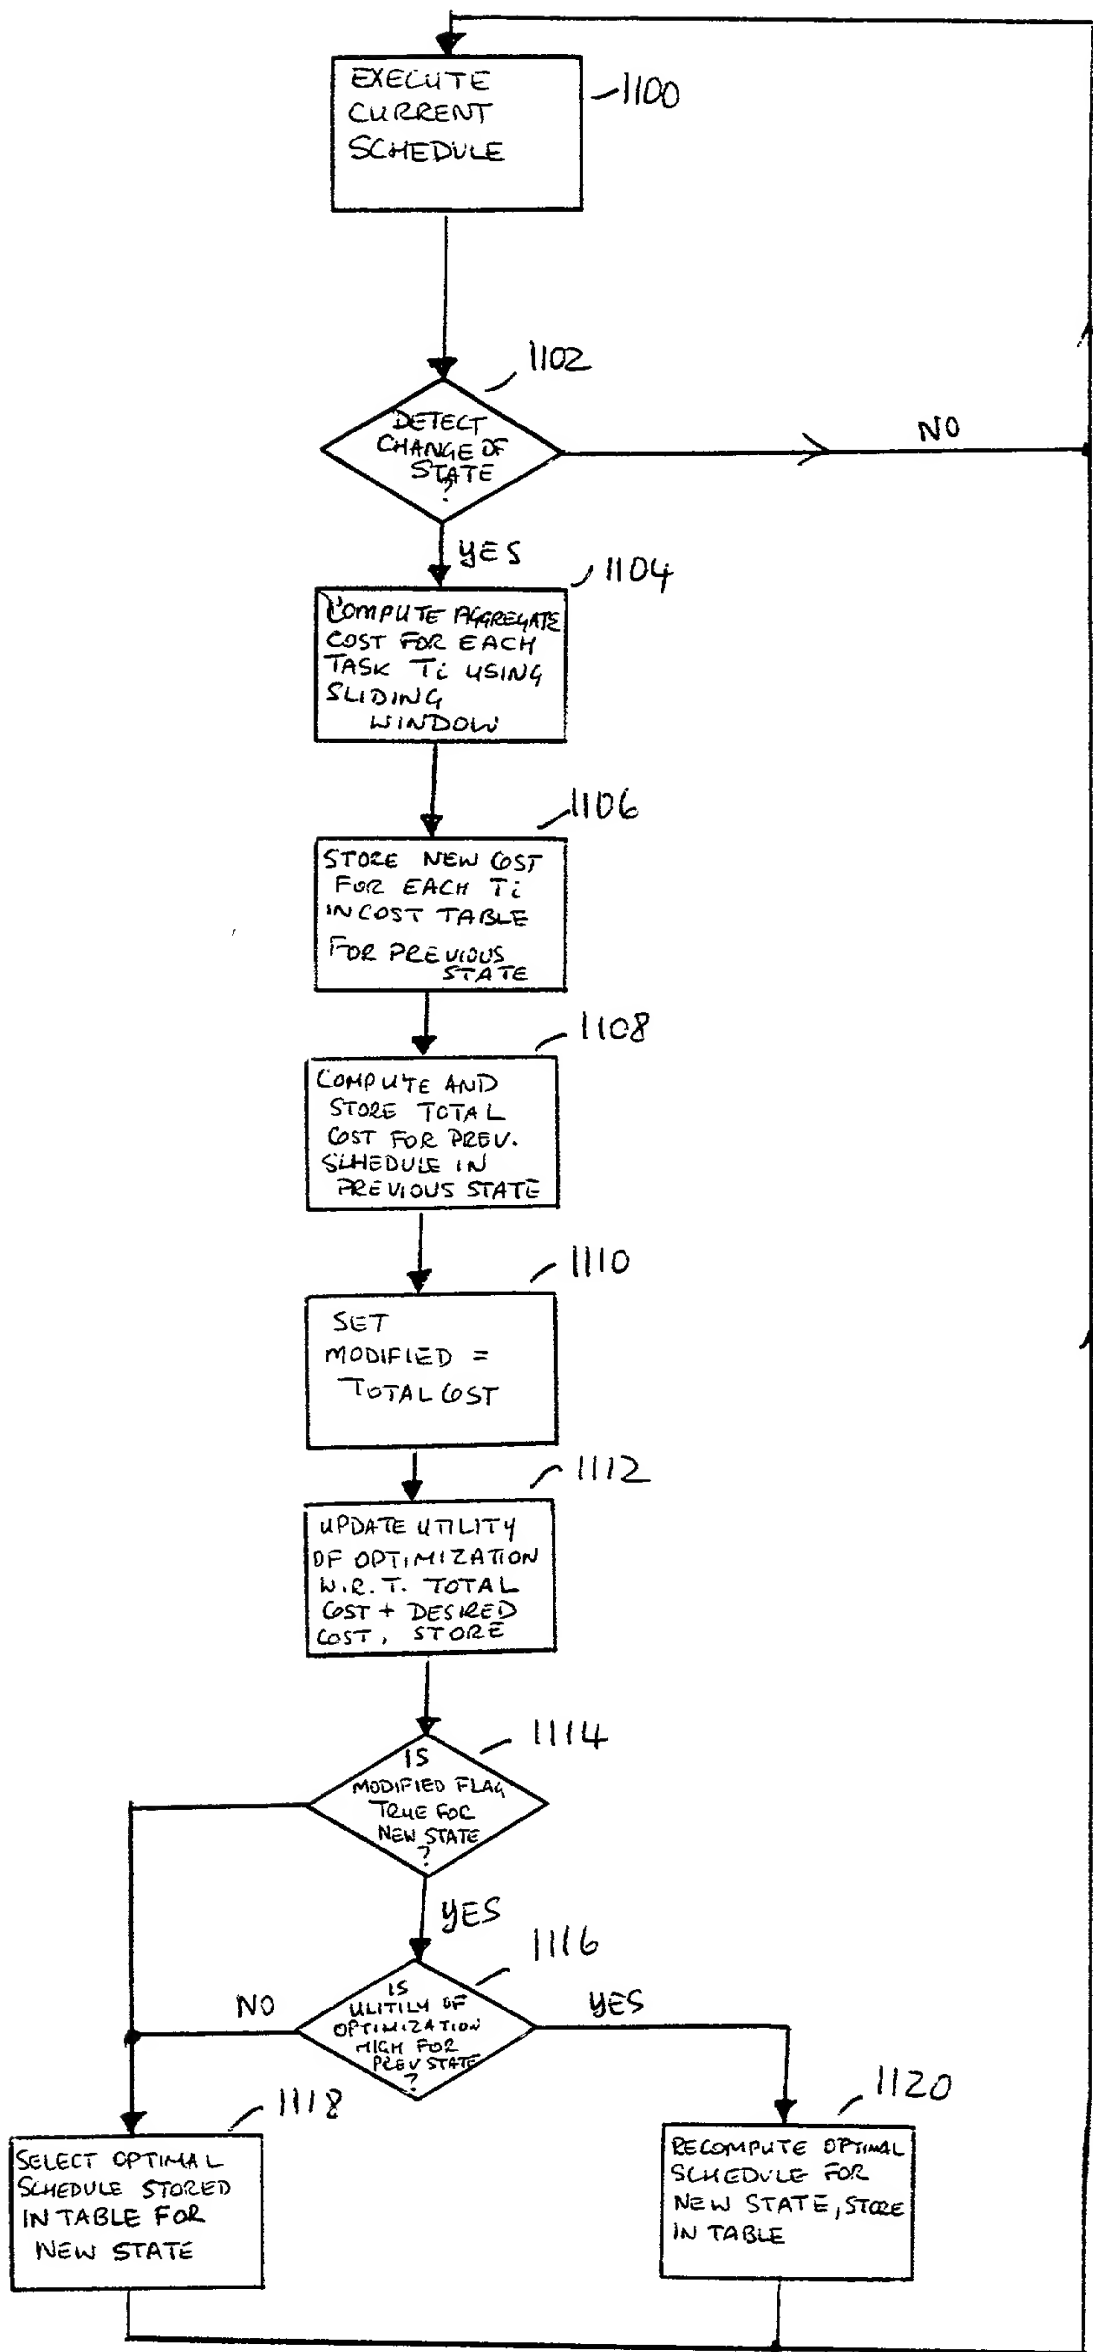 EXECUTE
CURRENT
SCHEDULE
1100
1102
DETECT
CHANGE OF
STATE
?
NO
YES
1104
COMPUTE AGGREGATE
COST FOR EACH
TASK Ti USING
SLIDING
WINDOW
1106
STORE NEW COST
FOR EACH Ti
IN COST TABLE
FOR PREVIOUS
STATE
1108
COMPUTE AND
STORE TOTAL
COST FOR PREV.
SCHEDULE IN
PREVIOUS STATE
1110
SET
MODIFIED =
TOTAL COST
1112
UPDATE UTILITY
OF OPTIMIZATION
W.R.T. TOTAL
COST + DESIRED
COST, STORE
1114
IS
MODIFIED FLAG
TRUE FOR
NEW STATE
?
YES
1116
IS
ULITILY OF
OPTIMIZATION
HIGH FOR
PREV STATE
?
NO
YES
1118
SELECT OPTIMAL
SCHEDULE STORED
IN TABLE FOR
NEW STATE
1120
RECOMPUTE OPTIMAL
SCHEDULE FOR
NEW STATE, STORE
IN TABLE